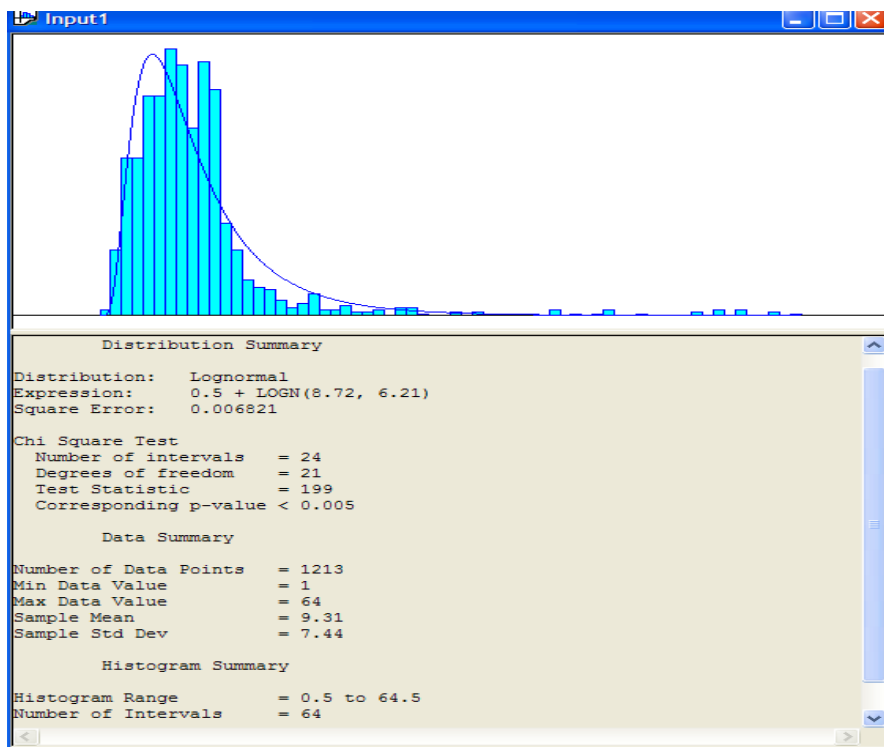 Input1
Distribution Summary
Distribution: Lognormal
Expression: 0.5 + LOGN(8.72, 6.21)
Square Error: 0.006821
Chi Square Test
Number of intervals = 24
Degrees of freedom = 21
Test Statistic = 199
Corresponding p-value < 0.005
Data Summary
Number of Data Points = 1213
Min Data Value = 1
Max Data Value = 64
Sample Mean = 9.31
Sample Std Dev = 7.44
Histogram Summary
Histogram Range = 0.5 to 64.5
Number of Intervals = 64